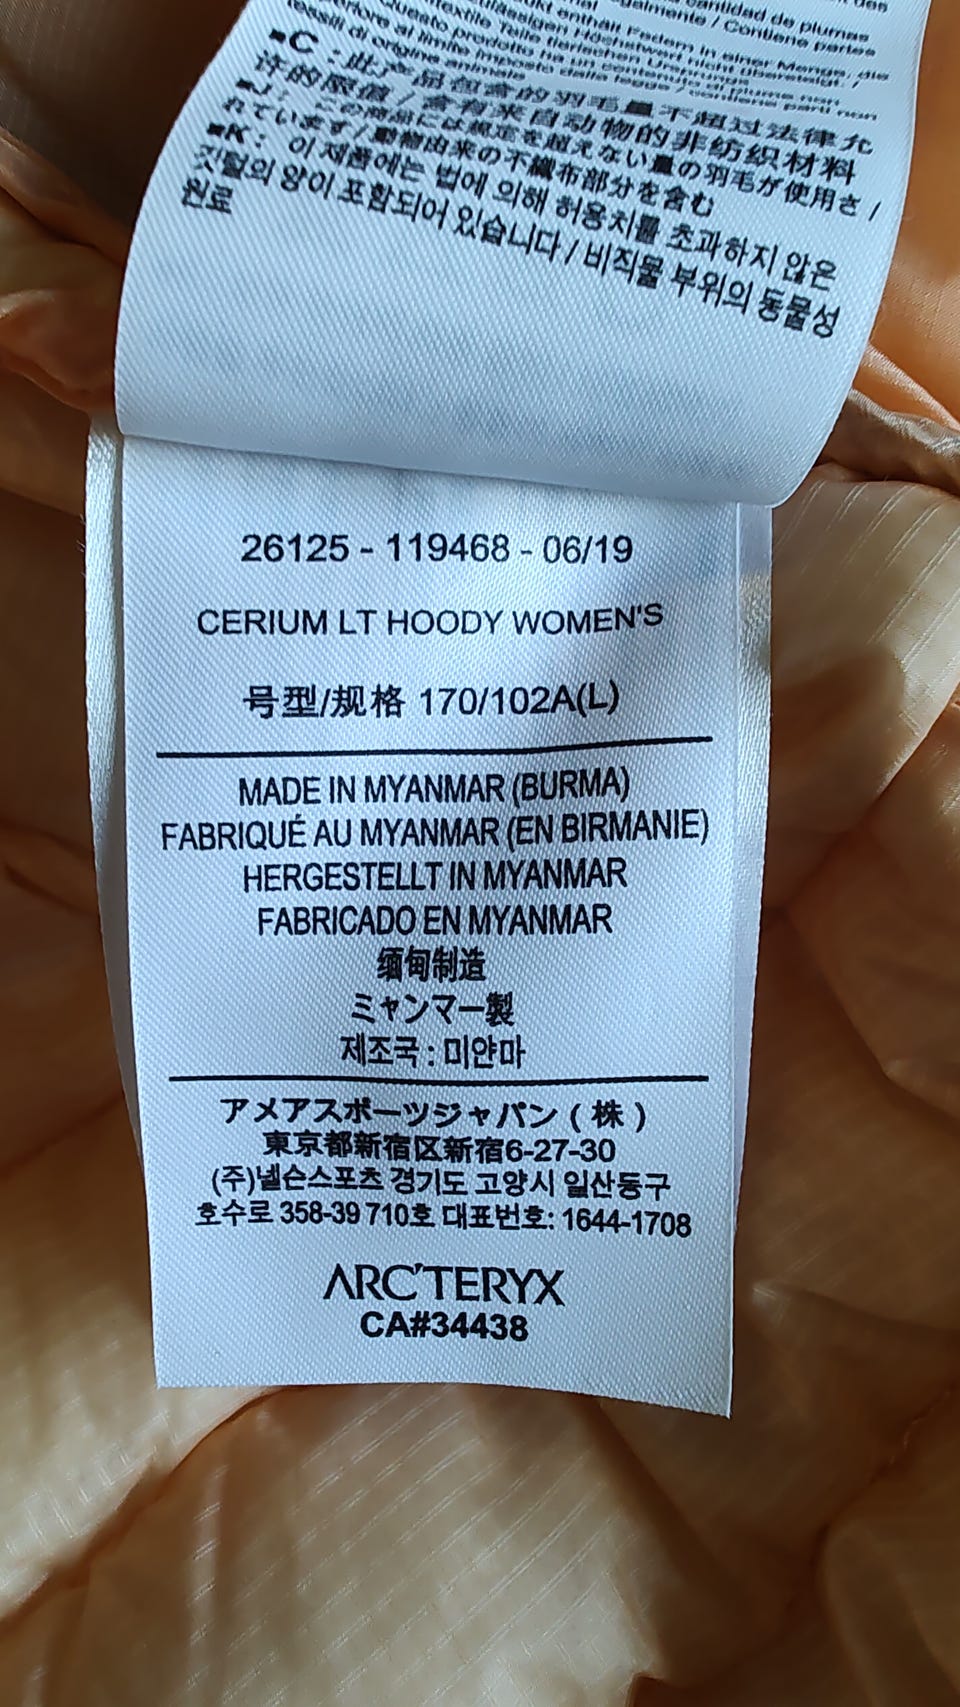 cantidad de plumas
galmente / Contiene partes
■C : 此产品包含的羽毛量不超过法律允
许的限值 / 含有来自动物的非纺织材料
■J : この商品には規定を超えない量の羽毛が使用さ
れています / 動物由来の不織布部分を含む /
■K : 이 제품에는 법에 의해 허용치를 초과하지 않은
깃털의 양이 포함되어 있습니다 / 비직물 부위의 동물성
원료
26125 - 119468 - 06/19
CERIUM LT HOODY WOMEN'S
号型/规格 170/102A(L)
MADE IN MYANMAR (BURMA)
FABRIQUÉ AU MYANMAR (EN BIRMANIE)
HERGESTELLT IN MYANMAR
FABRICADO EN MYANMAR
缅甸制造
ミャンマー製
제조국 : 미얀마
アメアスポーツジャパン ( 株 )
東京都新宿区新宿6-27-30
(주)넬슨스포츠 경기도 고양시 일산동구
호수로 358-39 710호 대표번호: 1644-1708
ARC'TERYX
CA#34438